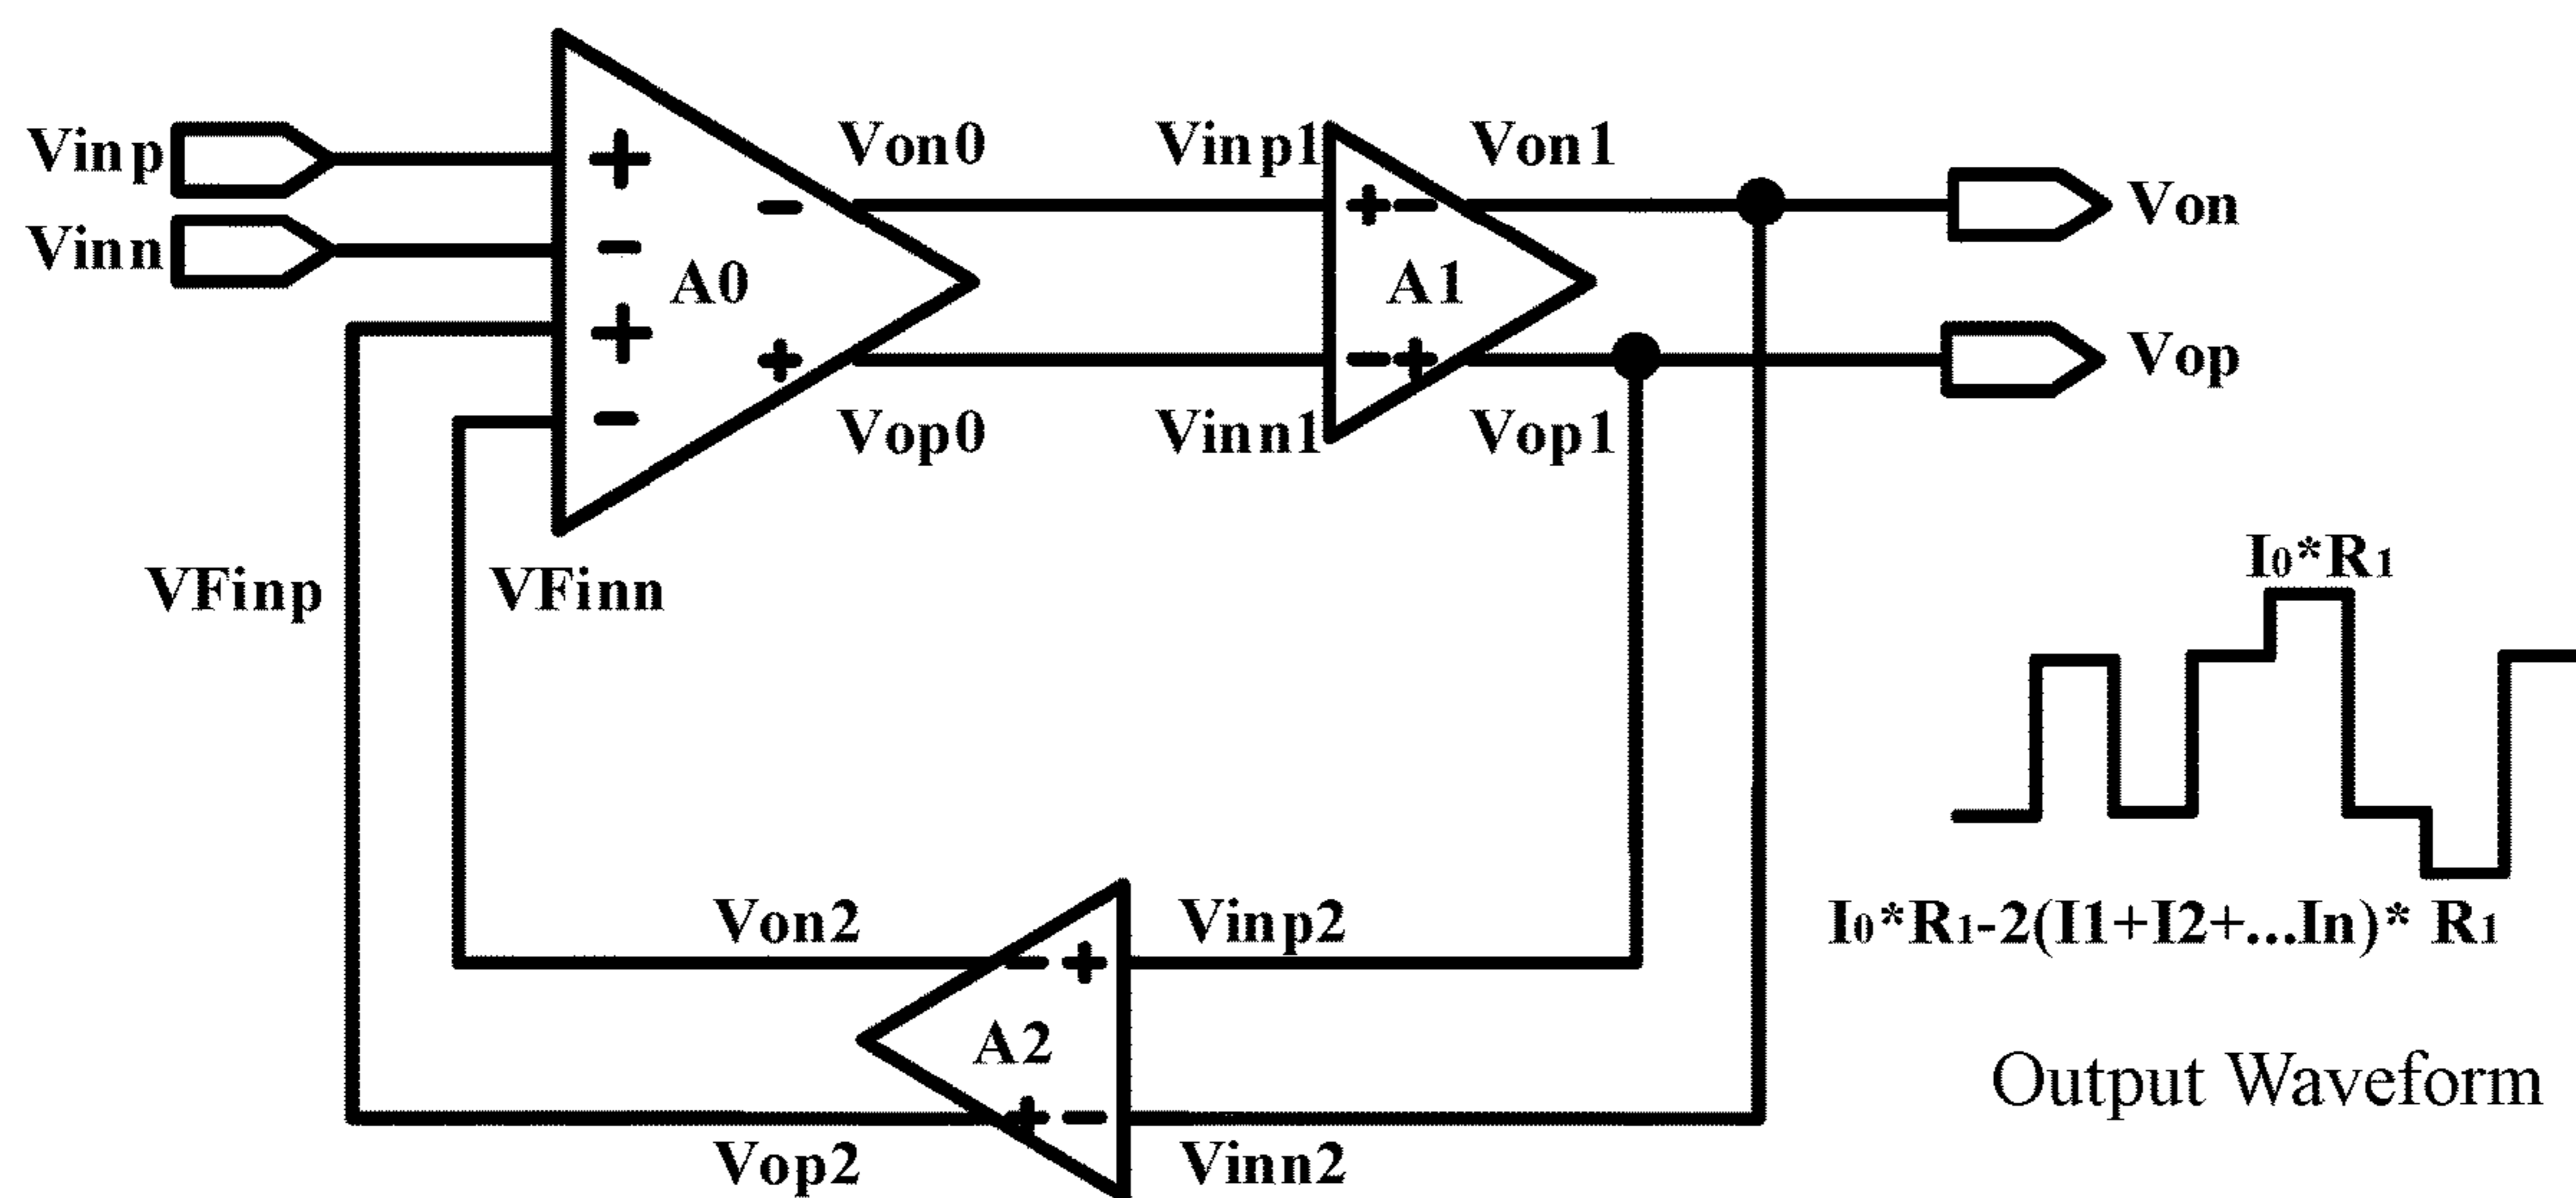 Vinp
Vinn
+
-
+
-
A0
-
+
Von0
Vop0
Vinp1
Vinn1
+-
A1
-+
Von1
Vop1
Von
Vop
VFinp
VFinn
I0*R1
Von2
Vop2
-+
A2
+-
Vinp2
Vinn2
I0*R1-2(I1+I2+...In)* R1
Output Waveform